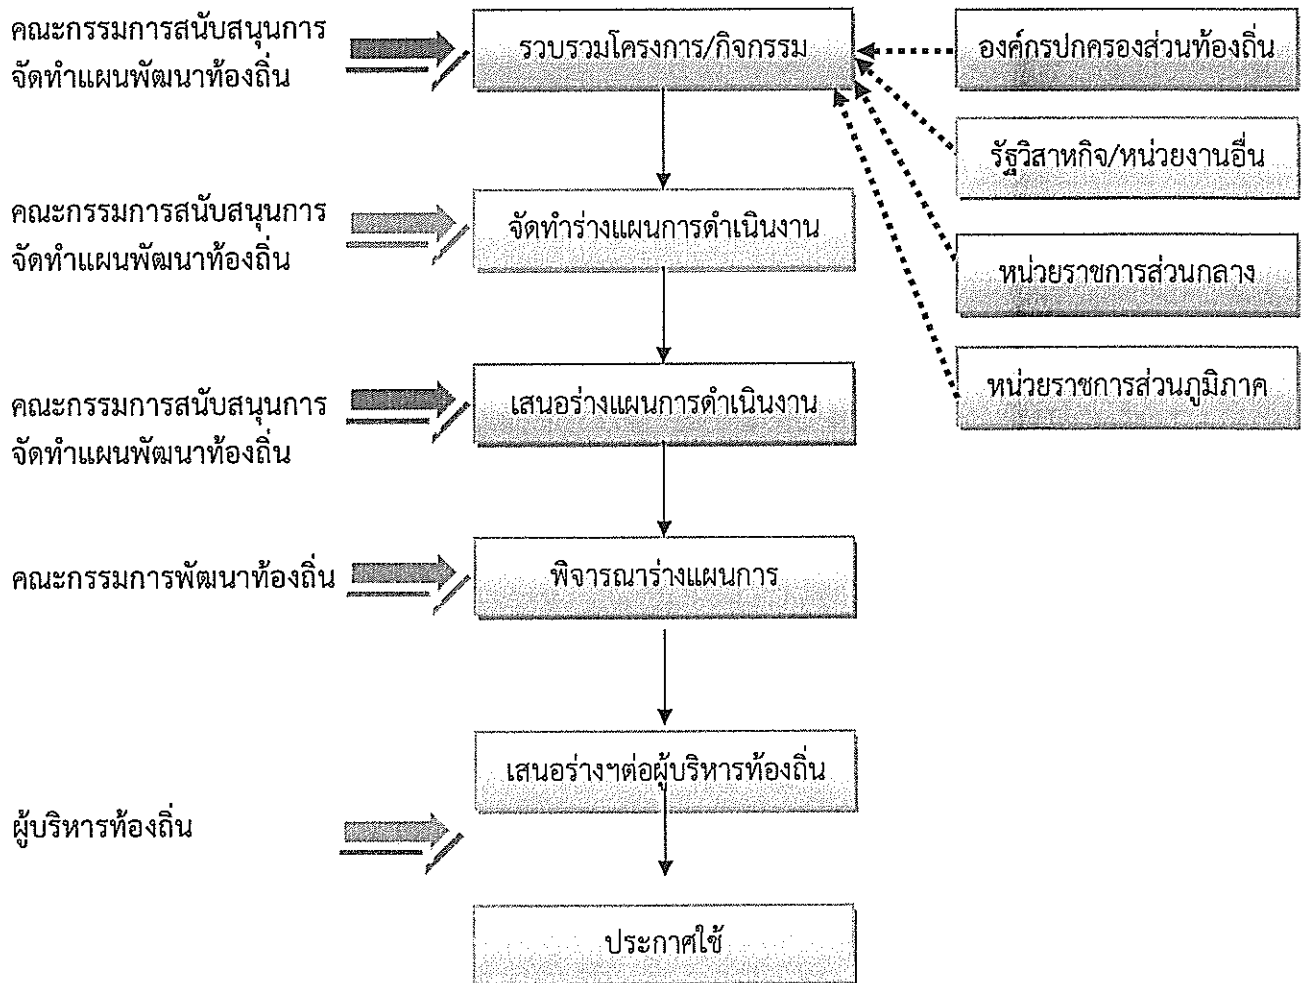 คณะกรรมการสนับสนุนการ
จัดทำแผนพัฒนาท้องถิ่น
รวบรวมโครงการ/กิจกรรม
องค์กรปกครองส่วนท้องถิ่น
รัฐวิสาหกิจ/หน่วยงานอื่น
คณะกรรมการสนับสนุนการ
จัดทำแผนพัฒนาท้องถิ่น
จัดทำร่างแผนการดำเนินงาน
หน่วยราชการส่วนกลาง
หน่วยราชการส่วนภูมิภาค
คณะกรรมการสนับสนุนการ
จัดทำแผนพัฒนาท้องถิ่น
เสนอร่างแผนการดำเนินงาน
คณะกรรมการพัฒนาท้องถิ่น
พิจารณาร่างแผนการ
เสนอร่างฯต่อผู้บริหารท้องถิ่น
ผู้บริหารท้องถิ่น
ประกาศใช้